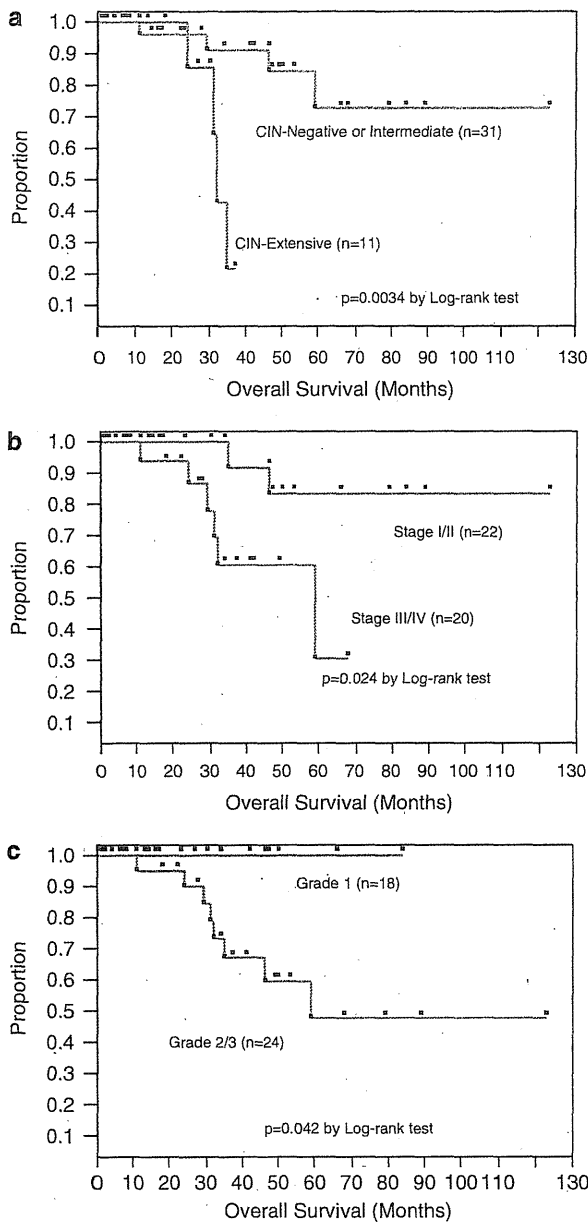 a
1.0
0.9
0.8
0.7
0.6
0.5
0.4
0.3
0.2
0.1
Proportion
CIN-Negative or Intermediate (n=31)
CIN-Extensive (n=11)
p=0.0034 by Log-rank test
0 10 20 30 40 50 60 70 80 90 100 110 130
Overall Survival (Months)
b
1.0
0.9
0.8
0.7
0.6
0.5
0.4
0.3
0.2
0.1
Proportion
Stage I/II (n=22)
Stage III/IV (n=20)
p=0.024 by Log-rank test
0 10 20 30 40 50 60 70 80 90 100 110 130
Overall Survival (Months)
c
1.0
0.9
0.8
0.7
0.6
0.5
0.4
0.3
0.2
0.1
Proportion
Grade 1 (n=18)
Grade 2/3 (n=24)
p=0.042 by Log-rank test
0 10 20 30 40 50 60 70 80 90 100 110 130
Overall Survival (Months)